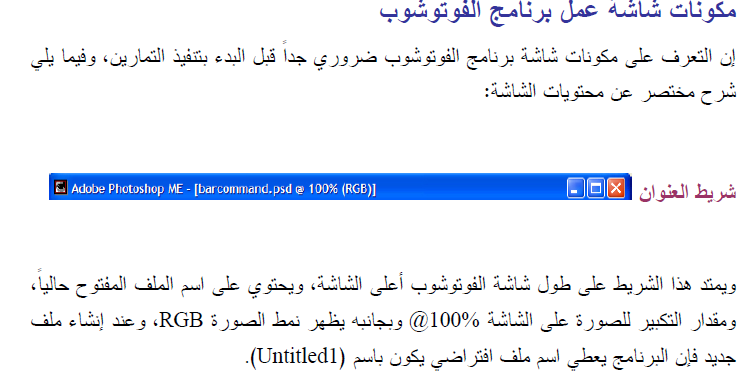 مكونات شاشة عمل برنامج الفوتوشوب
إن التعرف على مكونات شاشة برنامج الفوتوشوب ضروري جداً قبل البدء بتنفيذ التمارين، وفيما يلي
شرح مختصر عن محتويات الشاشة:
شريط العنوان
Adobe Photoshop ME - [barcommand.psd @ 100% (RGB)]
ويمتد هذا الشريط على طول شاشة الفوتوشوب أعلى الشاشة، ويحتوي على اسم الملف المفتوح حالياً،
ومقدار التكبير للصورة على الشاشة 100%@ وبجانبه يظهر نمط الصورة RGB، وعند إنشاء ملف
جديد فإن البرنامج يعطي اسم ملف افتراضي يكون باسم (Untitled1).